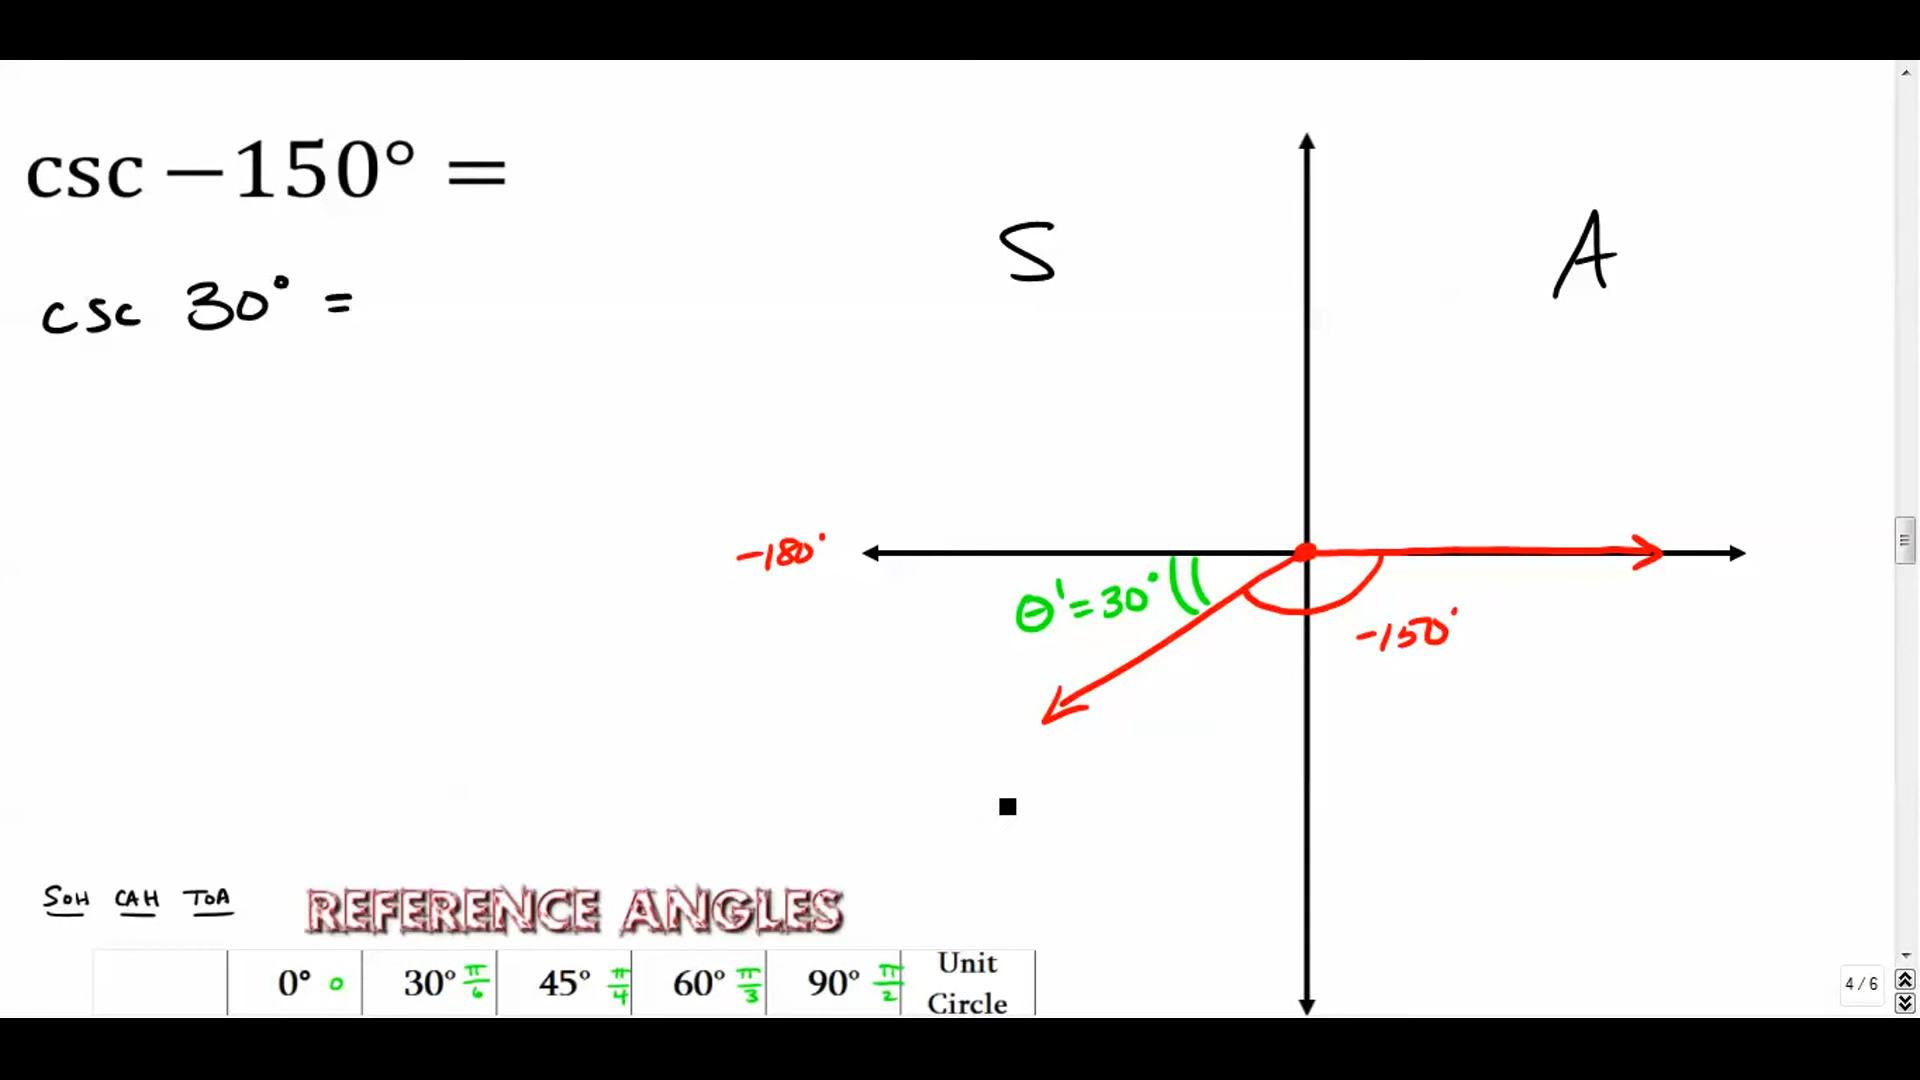 csc −150° =
csc 30° =
S
A
-180°
θ' = 30°
-150°
SOH CAH TOA
REFERENCE ANGLES
0° 0
30° π/6
45° π/4
60° π/3
90° π/2
Unit
Circle
4 / 6